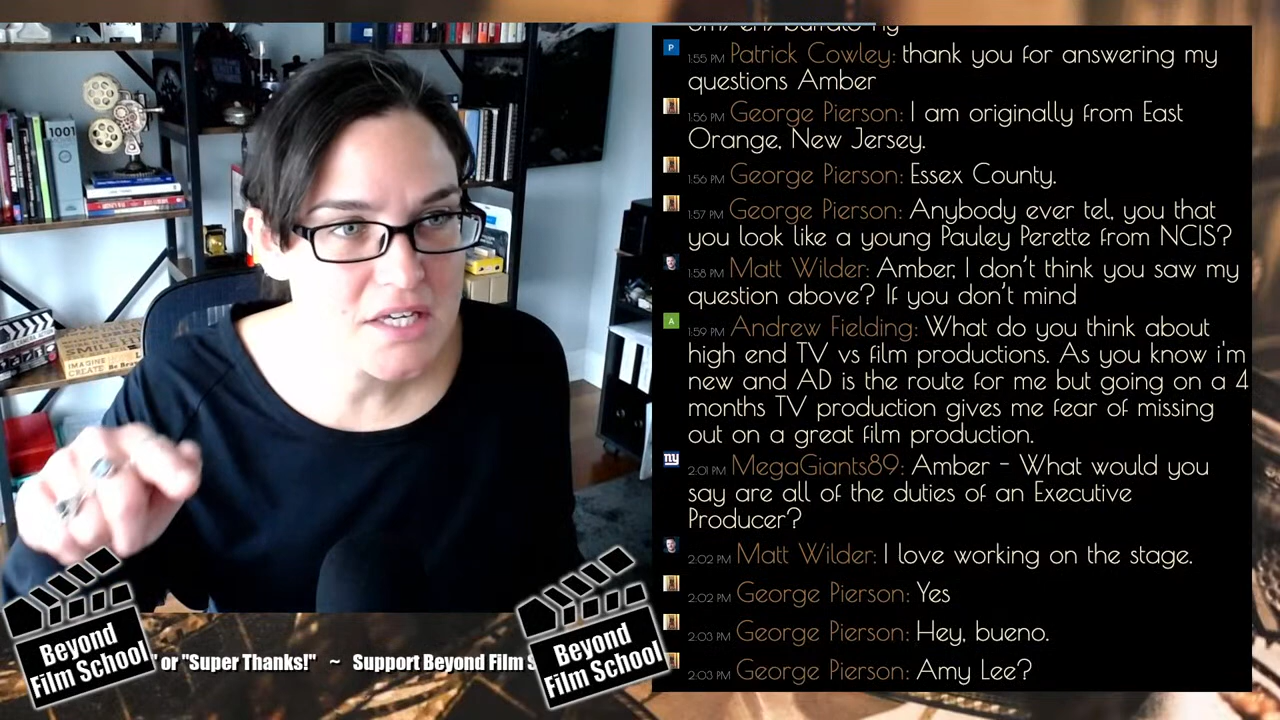 1:55 PM Patrick Cowley: thank you for answering my
questions Amber
1:56 PM George Pierson: I am originally from East
Orange, New Jersey.
1:56 PM George Pierson: Essex County.
1:57 PM George Pierson: Anybody ever tel, you that
you look like a young Pauley Perette from NCIS?
1:58 PM Matt Wilder: Amber, I don't think you saw my
question above? If you don't mind
1:59 PM Andrew Fielding: What do you think about
high end TV vs film productions. As you know i'm
new and AD is the route for me but going on a 4
months TV production gives me fear of missing
out on a great film production.
2:01 PM MegaGiants89: Amber - What would you
say are all of the duties of an Executive
Producer?
2:02 PM Matt Wilder: I love working on the stage.
2:02 PM George Pierson: Yes
2:03 PM George Pierson: Hey, bueno.
2:03 PM George Pierson: Amy Lee?
P
A
ny
1001
IMAGINE
CREATE
Beyond
Film School
" or "Super Thanks!" ~ Support Beyond Film S
Beyond
Film School